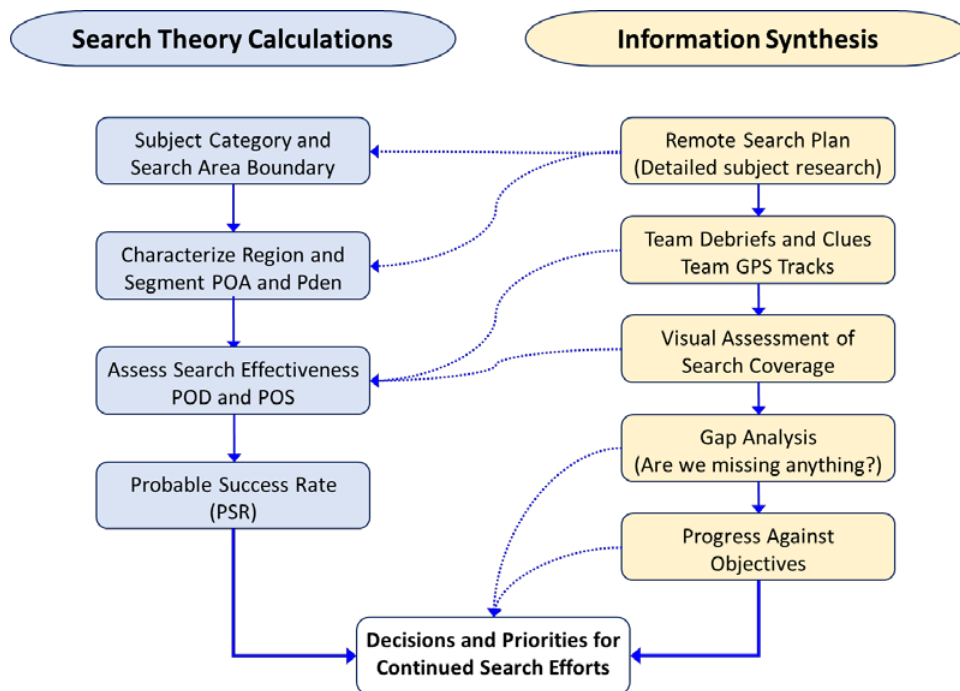 Search Theory Calculations
Information Synthesis
Subject Category and
Search Area Boundary
Characterize Region and
Segment POA and Pden
Assess Search Effectiveness
POD and POS
Probable Success Rate
(PSR)
Remote Search Plan
(Detailed subject research)
Team Debriefs and Clues
Team GPS Tracks
Visual Assessment of
Search Coverage
Gap Analysis
(Are we missing anything?)
Progress Against
Objectives
Decisions and Priorities for
Continued Search Efforts